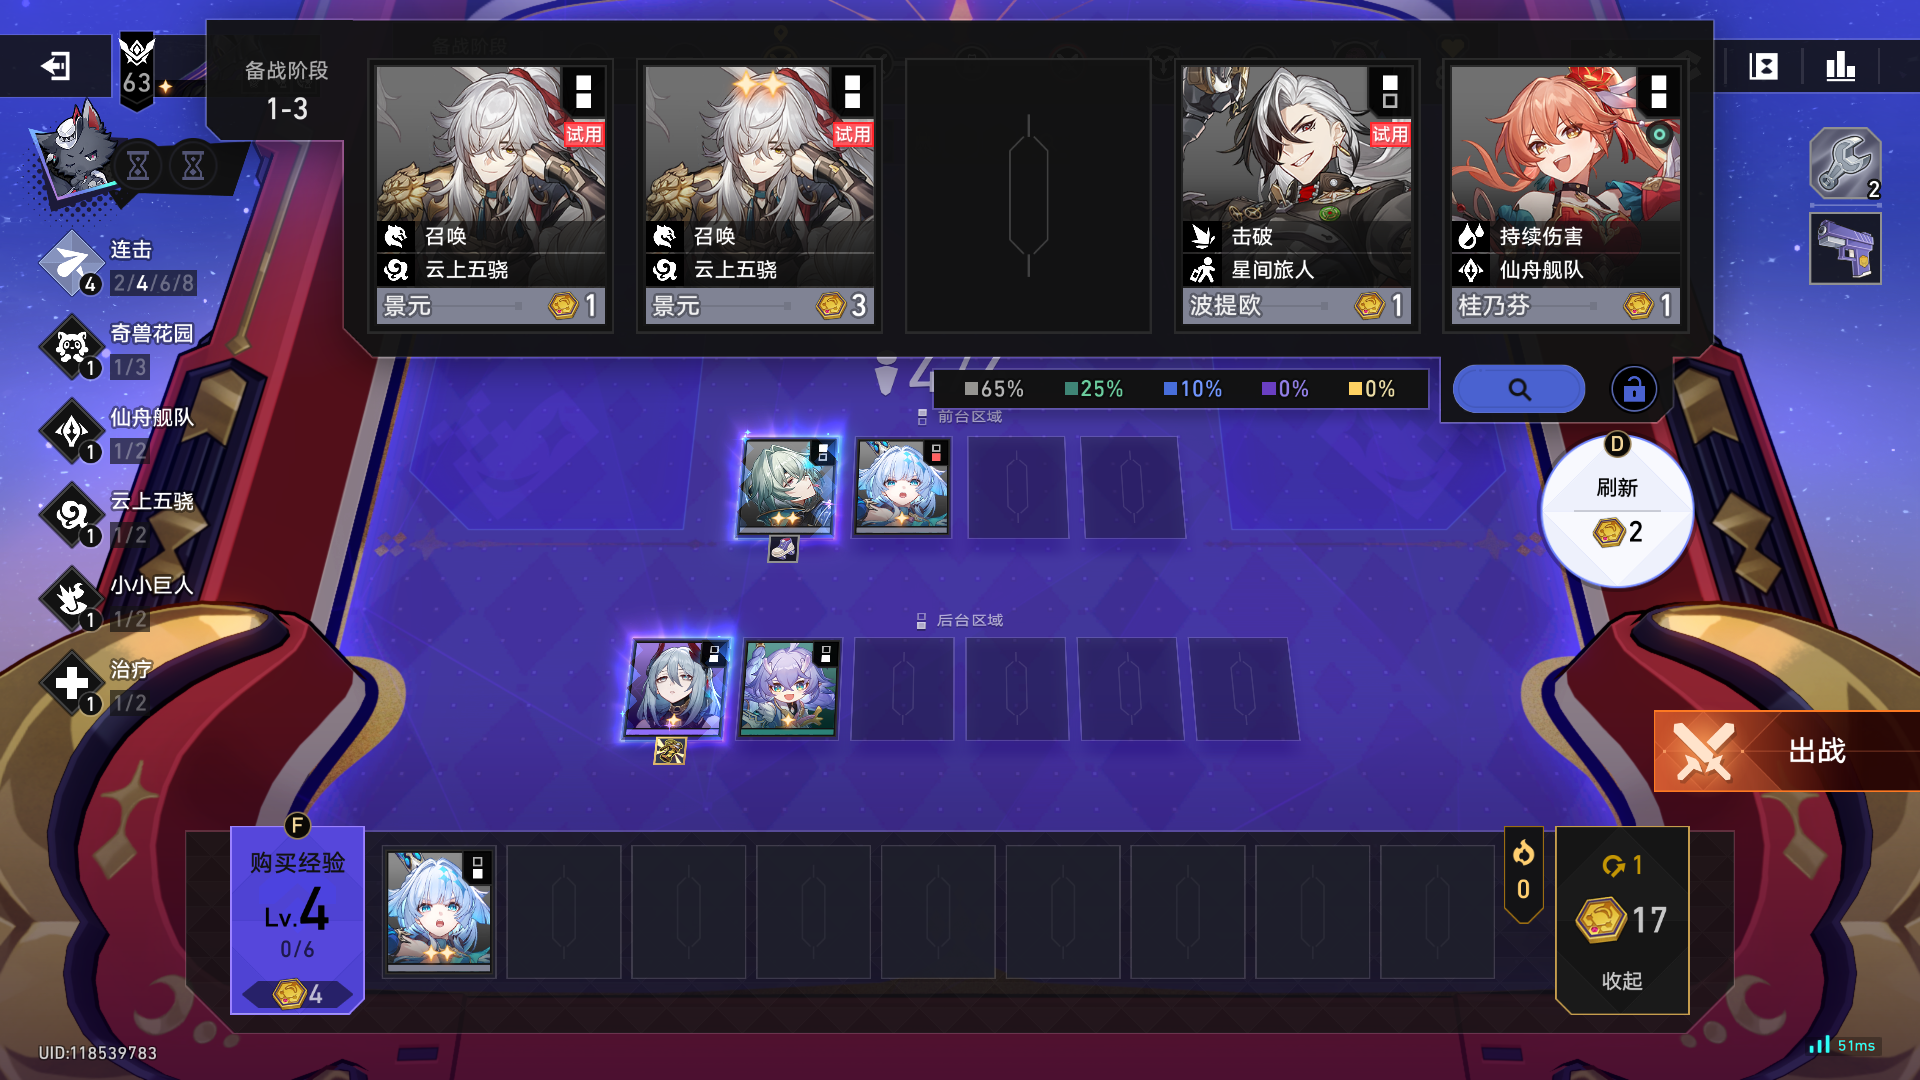 63
备战阶段
1-3
试用
召唤
云上五骁
景元
1
试用
召唤
云上五骁
景元
3
试用
击破
星间旅人
波提欧
1
持续伤害
仙舟舰队
桂乃芬
1
2
连击
4
2/4/6/8
奇兽花园
1
1/3
仙舟舰队
1
1/2
云上五骁
1
1/2
小小巨人
1
1/2
治疗
1
1/2
65%
25%
10%
0%
0%
前台区域
D
刷新
2
后台区域
出战
F
购买经验
Lv.4
0/6
4
0
1
17
收起
UID:118539783
51ms